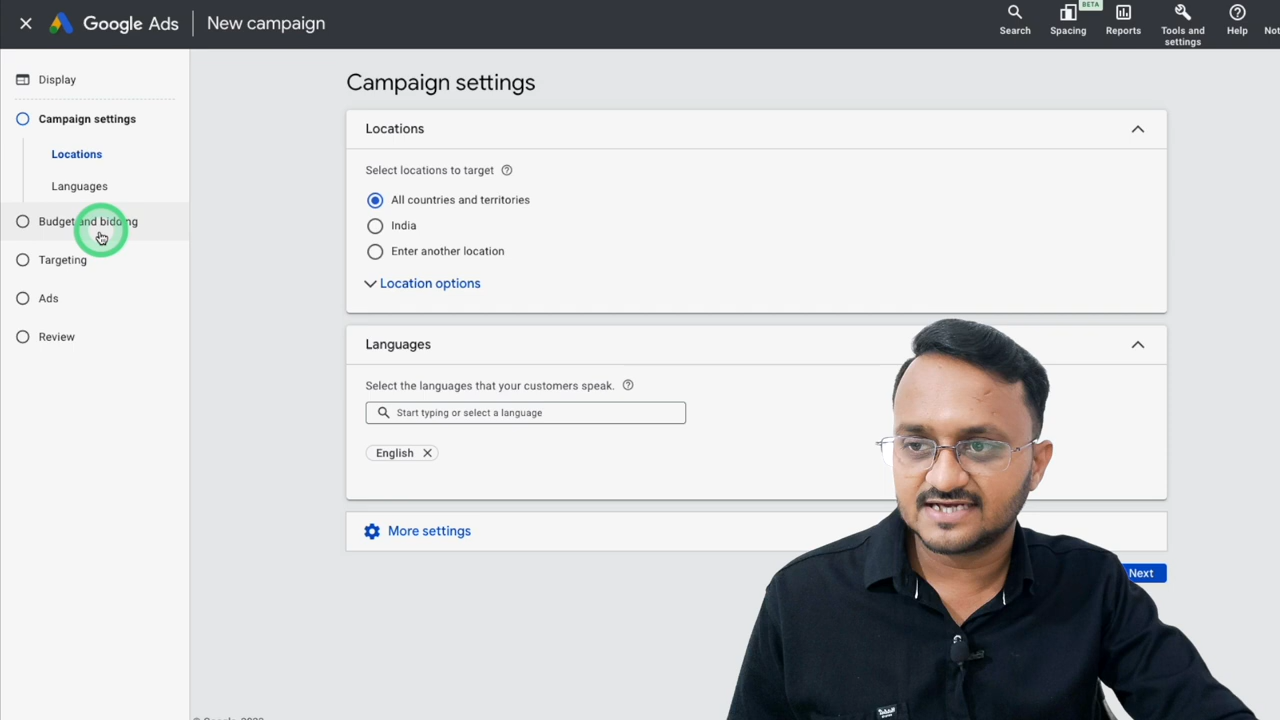 Google Ads
New campaign
BETA
Search
Spacing
Reports
Tools and
settings
Help
Display
Campaign settings
Locations
Languages
Budget and bidding
Targeting
Ads
Review
Campaign settings
Locations
Select locations to target
All countries and territories
India
Enter another location
Location options
Languages
Select the languages that your customers speak.
Start typing or select a language
English
More settings
Next